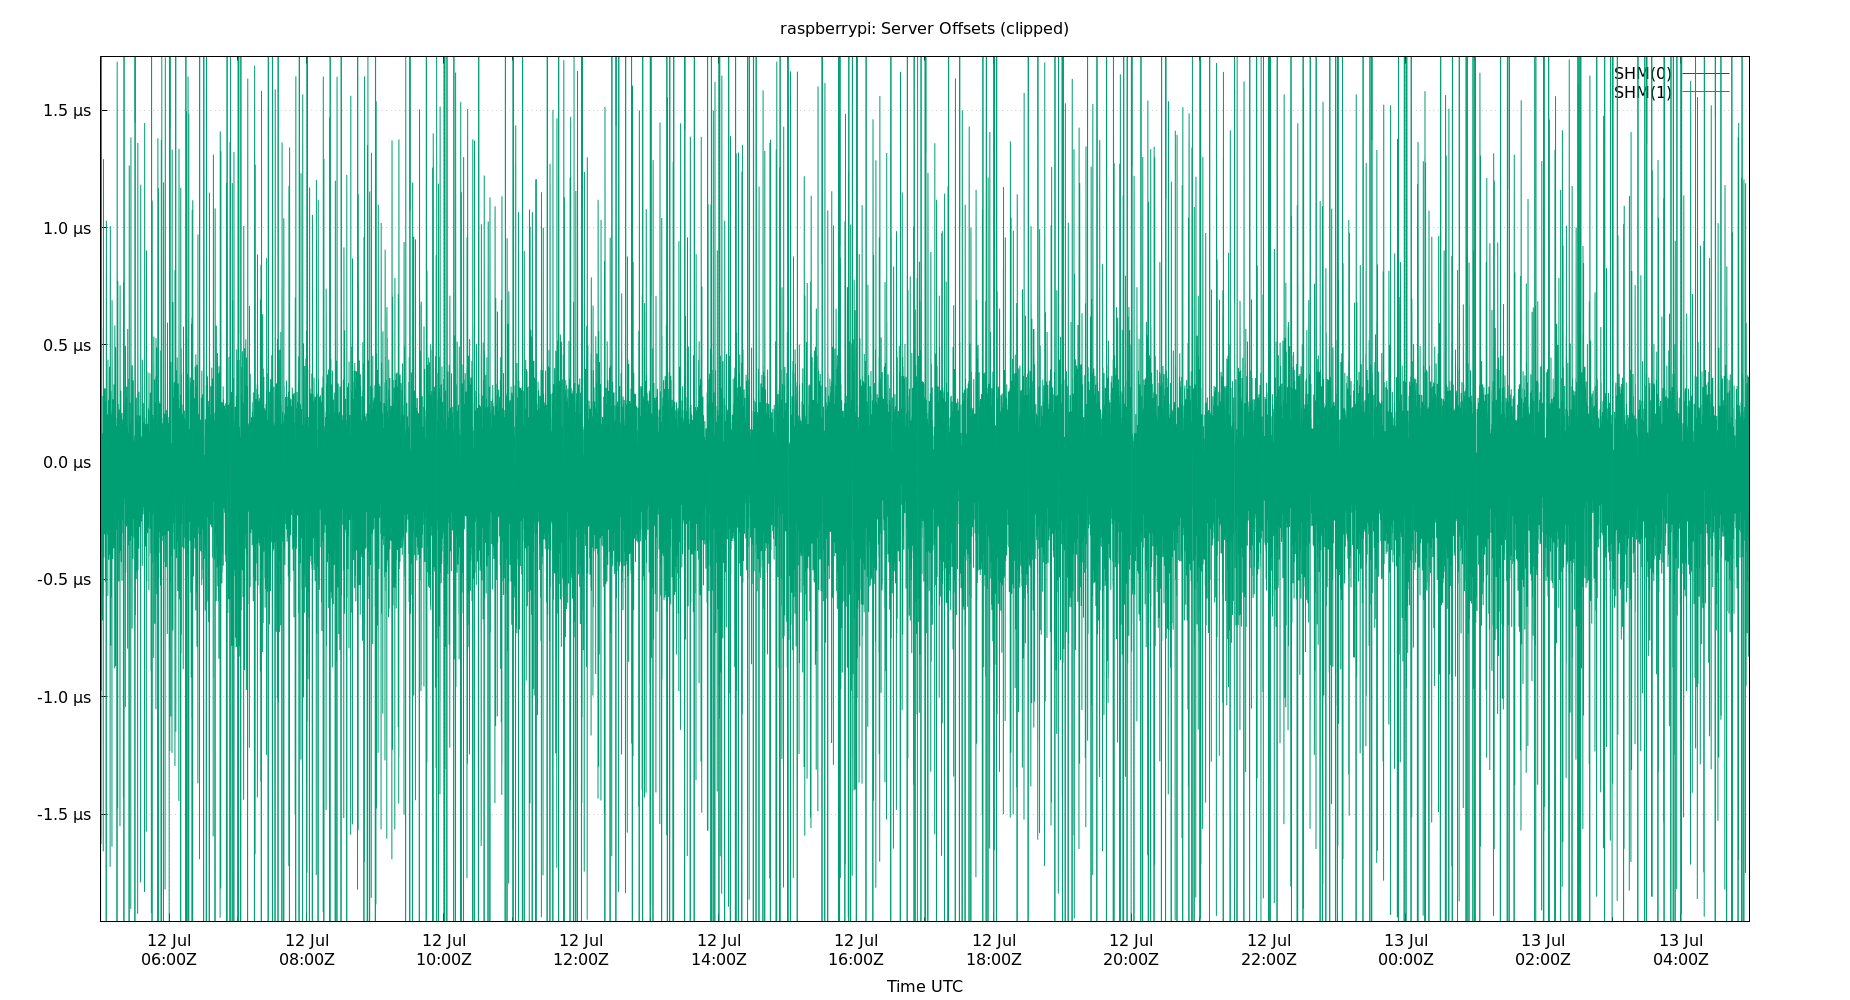 raspberrypi: Server Offsets (clipped)
SHM(0)
SHM(1)
1.5 µs
1.0 µs
0.5 µs
0.0 µs
-0.5 µs
-1.0 µs
-1.5 µs
12 Jul 12 Jul 12 Jul 12 Jul 12 Jul 12 Jul 12 Jul 12 Jul 12 Jul 13 Jul 13 Jul 13 Jul
06:00Z 08:00Z 10:00Z 12:00Z 14:00Z 16:00Z 18:00Z 20:00Z 22:00Z 00:00Z 02:00Z 04:00Z
Time UTC